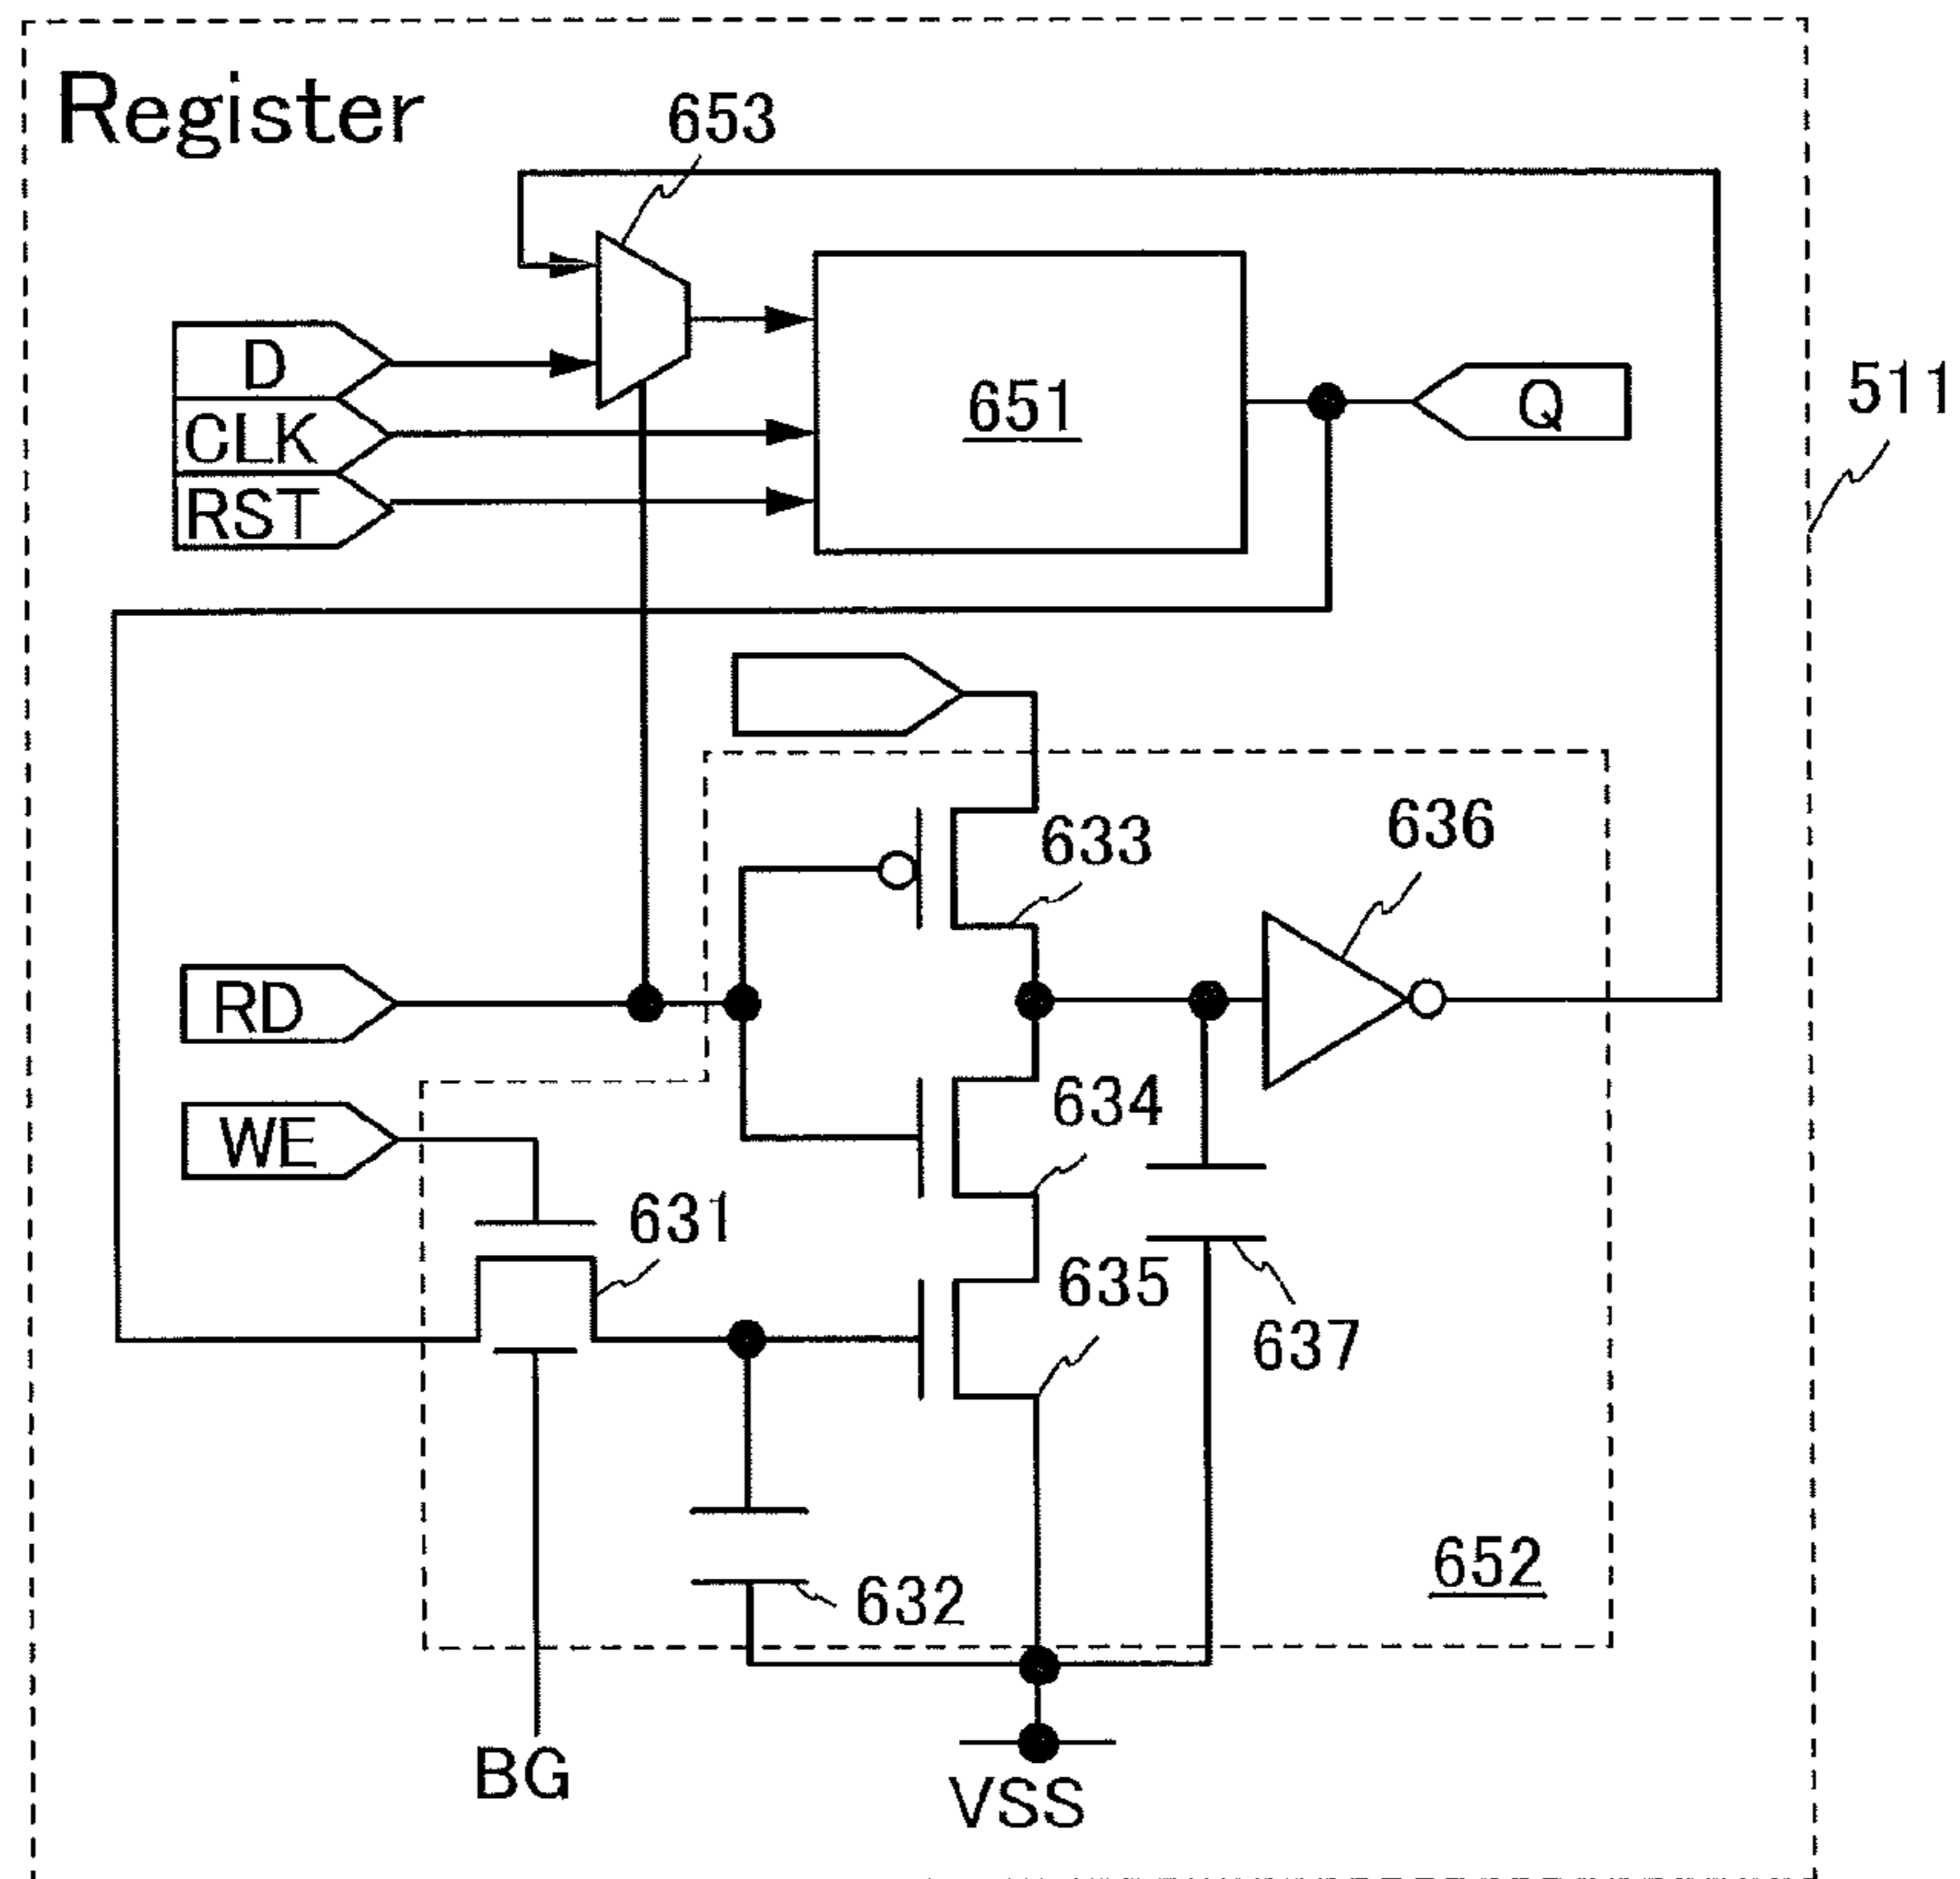 Register
653
D
CLK
RST
651
Q
511
633
636
RD
634
WE
631
635
637
632
652
BG
VSS